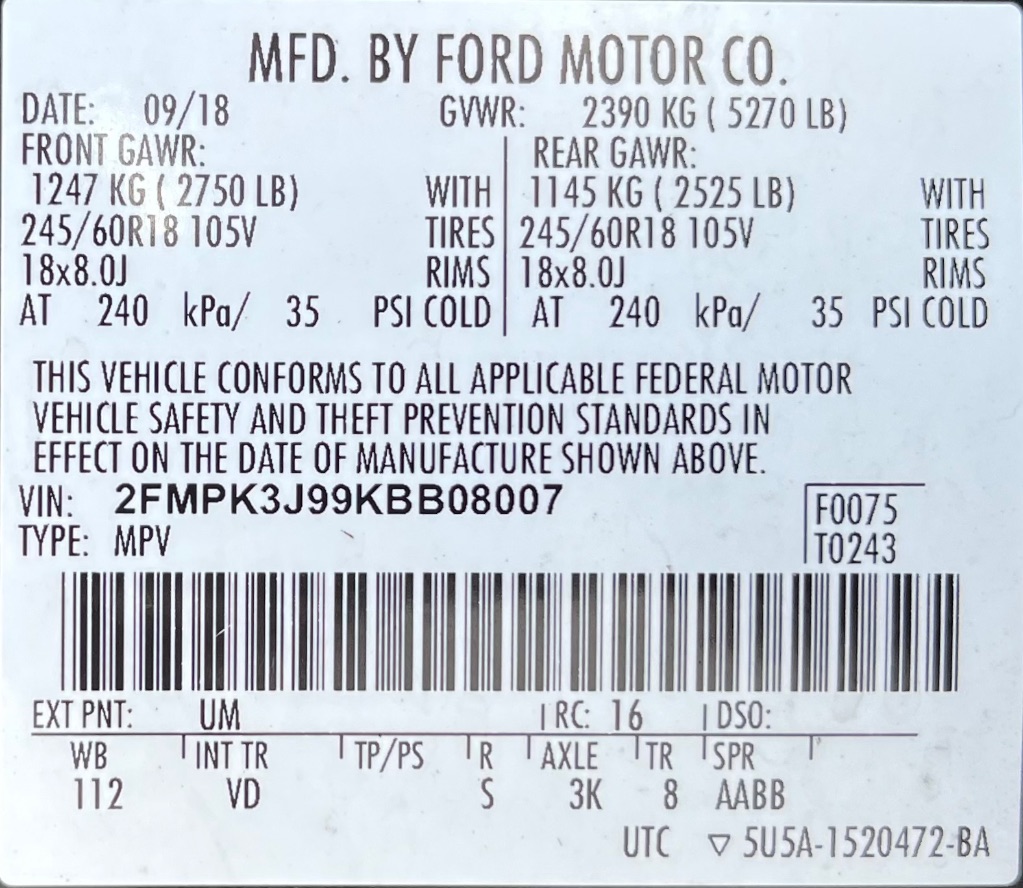 MFD. BY FORD MOTOR CO.
DATE: 09/18 GVWR: 2390 KG ( 5270 LB)
FRONT GAWR: REAR GAWR:
1247 KG ( 2750 LB) WITH 1145 KG ( 2525 LB) WITH
245/60R18 105V TIRES 245/60R18 105V TIRES
18x8.0J RIMS 18x8.0J RIMS
AT 240 kPa/ 35 PSI COLD AT 240 kPa/ 35 PSI COLD
THIS VEHICLE CONFORMS TO ALL APPLICABLE FEDERAL MOTOR
VEHICLE SAFETY AND THEFT PREVENTION STANDARDS IN
EFFECT ON THE DATE OF MANUFACTURE SHOWN ABOVE.
VIN: 2FMPK3J99KBB08007 F0075
TYPE: MPV T0243
EXT PNT: UM RC: 16 DSO:
WB INT TR TP/PS R AXLE TR SPR
112 VD S 3K 8 AABB
UTC ▽ 5U5A-1520472-BA